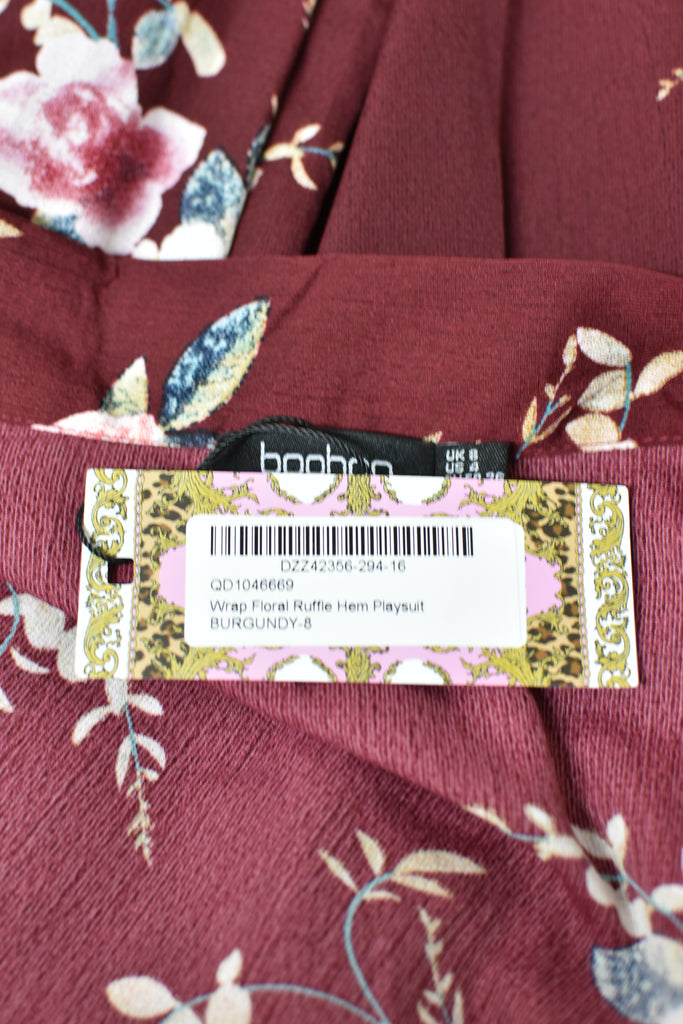 boohoo
UK 8
US 4
DZZ42356-294-16
QD1046669
Wrap Floral Ruffle Hem Playsuit
BURGUNDY-8